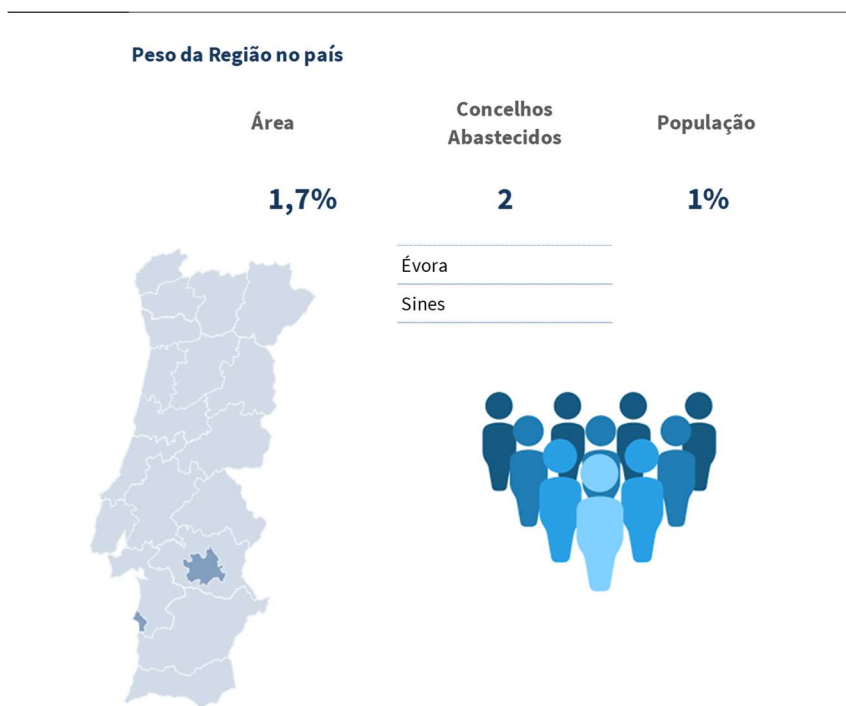 Peso da Região no país
Área
Concelhos
Abastecidos
População
1,7%
2
1%
Évora
Sines